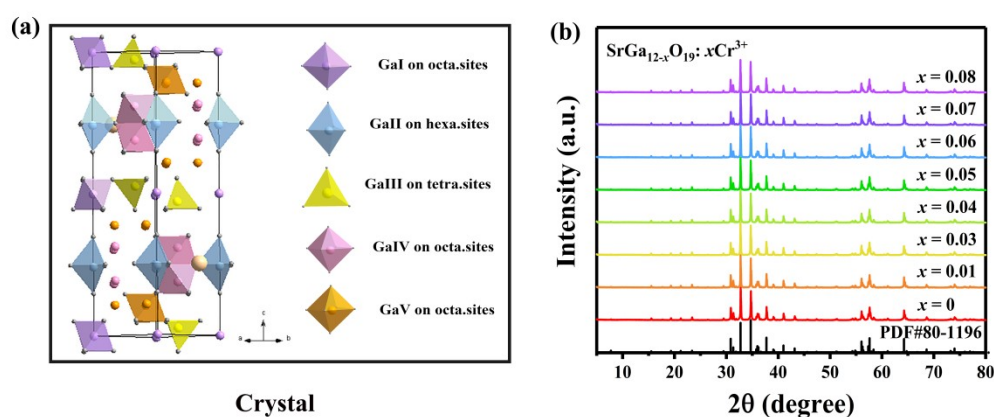 (a)
GaI on octa.sites
GaII on hexa.sites
GaIII on tetra.sites
GaIV on octa.sites
GaV on octa.sites
c
a b
Crystal
(b)
SrGa12-xO19: xCr3+
x = 0.08
x = 0.07
x = 0.06
x = 0.05
x = 0.04
x = 0.03
x = 0.01
x = 0
PDF#80-1196
Intensity (a.u.)
10 20 30 40 50 60 70 80
2θ (degree)